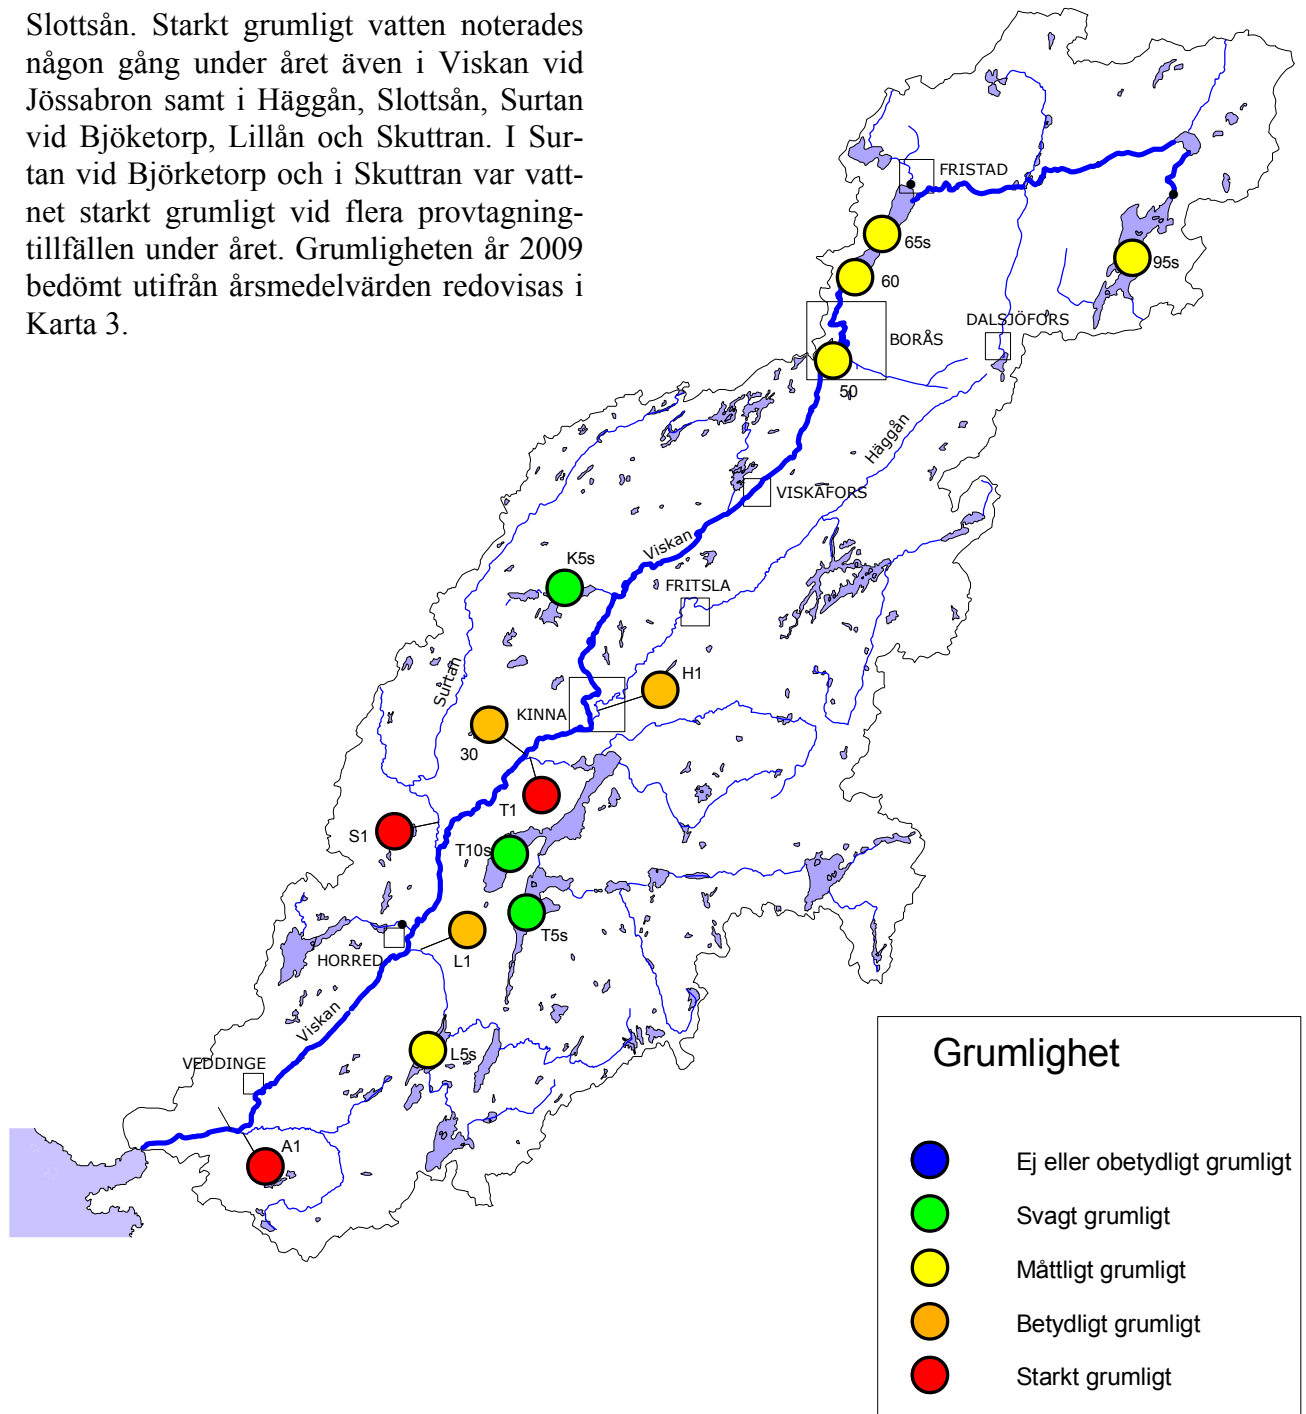 Slottsån. Starkt grumligt vatten noterades
någon gång under året även i Viskan vid
Jössabron samt i Häggån, Slottsån, Surtan
vid Bjöketorp, Lillån och Skuttran. I Sur-
tan vid Björketorp och i Skuttran var vatt-
net starkt grumligt vid flera provtagning-
tillfällen under året. Grumligheten år 2009
bedömt utifrån årsmedelvärden redovisas i
Karta 3.
FRISTAD
65s
95s
60
DALSJÖFORS
BORÅS
50
Häggån
VISKAFORS
Viskan
K5s
FRITSLA
Surtan
H1
KINNA
30
T1
S1
T10s
T5s
L1
HORRED
Viskan
L5s
VEDDINGE
A1
Grumlighet
Ej eller obetydligt grumligt
Svagt grumligt
Måttligt grumligt
Betydligt grumligt
Starkt grumligt